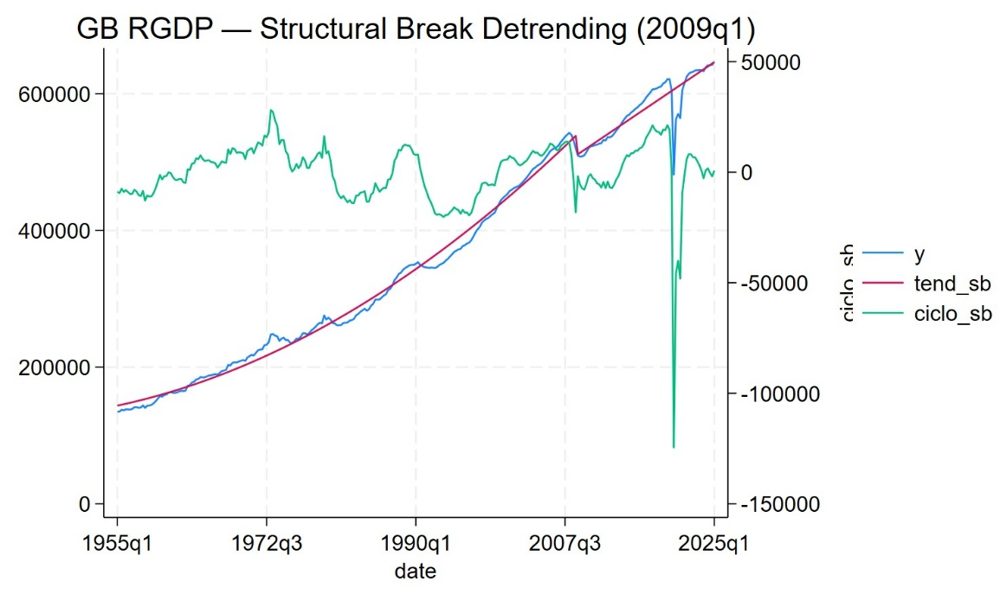 GB RGDP — Structural Break Detrending (2009q1)
600000
400000
200000
0
50000
0
-50000
-100000
-150000
ciclo_sb
1955q1
1972q3
1990q1
2007q3
2025q1
date
y
tend_sb
ciclo_sb